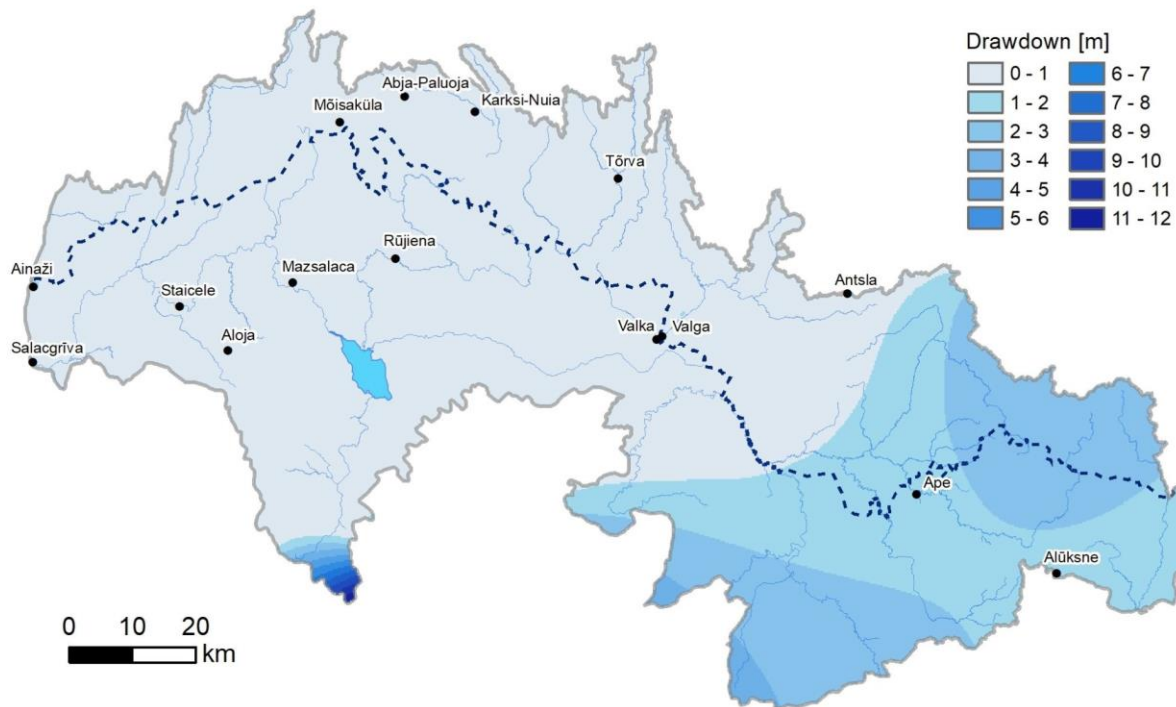 Drawdown [m]
0 - 1
1 - 2
2 - 3
3 - 4
4 - 5
5 - 6
6 - 7
7 - 8
8 - 9
9 - 10
10 - 11
11 - 12
Abja-Paluoja
Mõisaküla
Karksi-Nuia
Tõrva
Rūjiena
Ainaži
Mazsalaca
Staicele
Antsla
Valka
Valga
Aloja
Salacgrīva
Ape
Alūksne
0 10 20
km